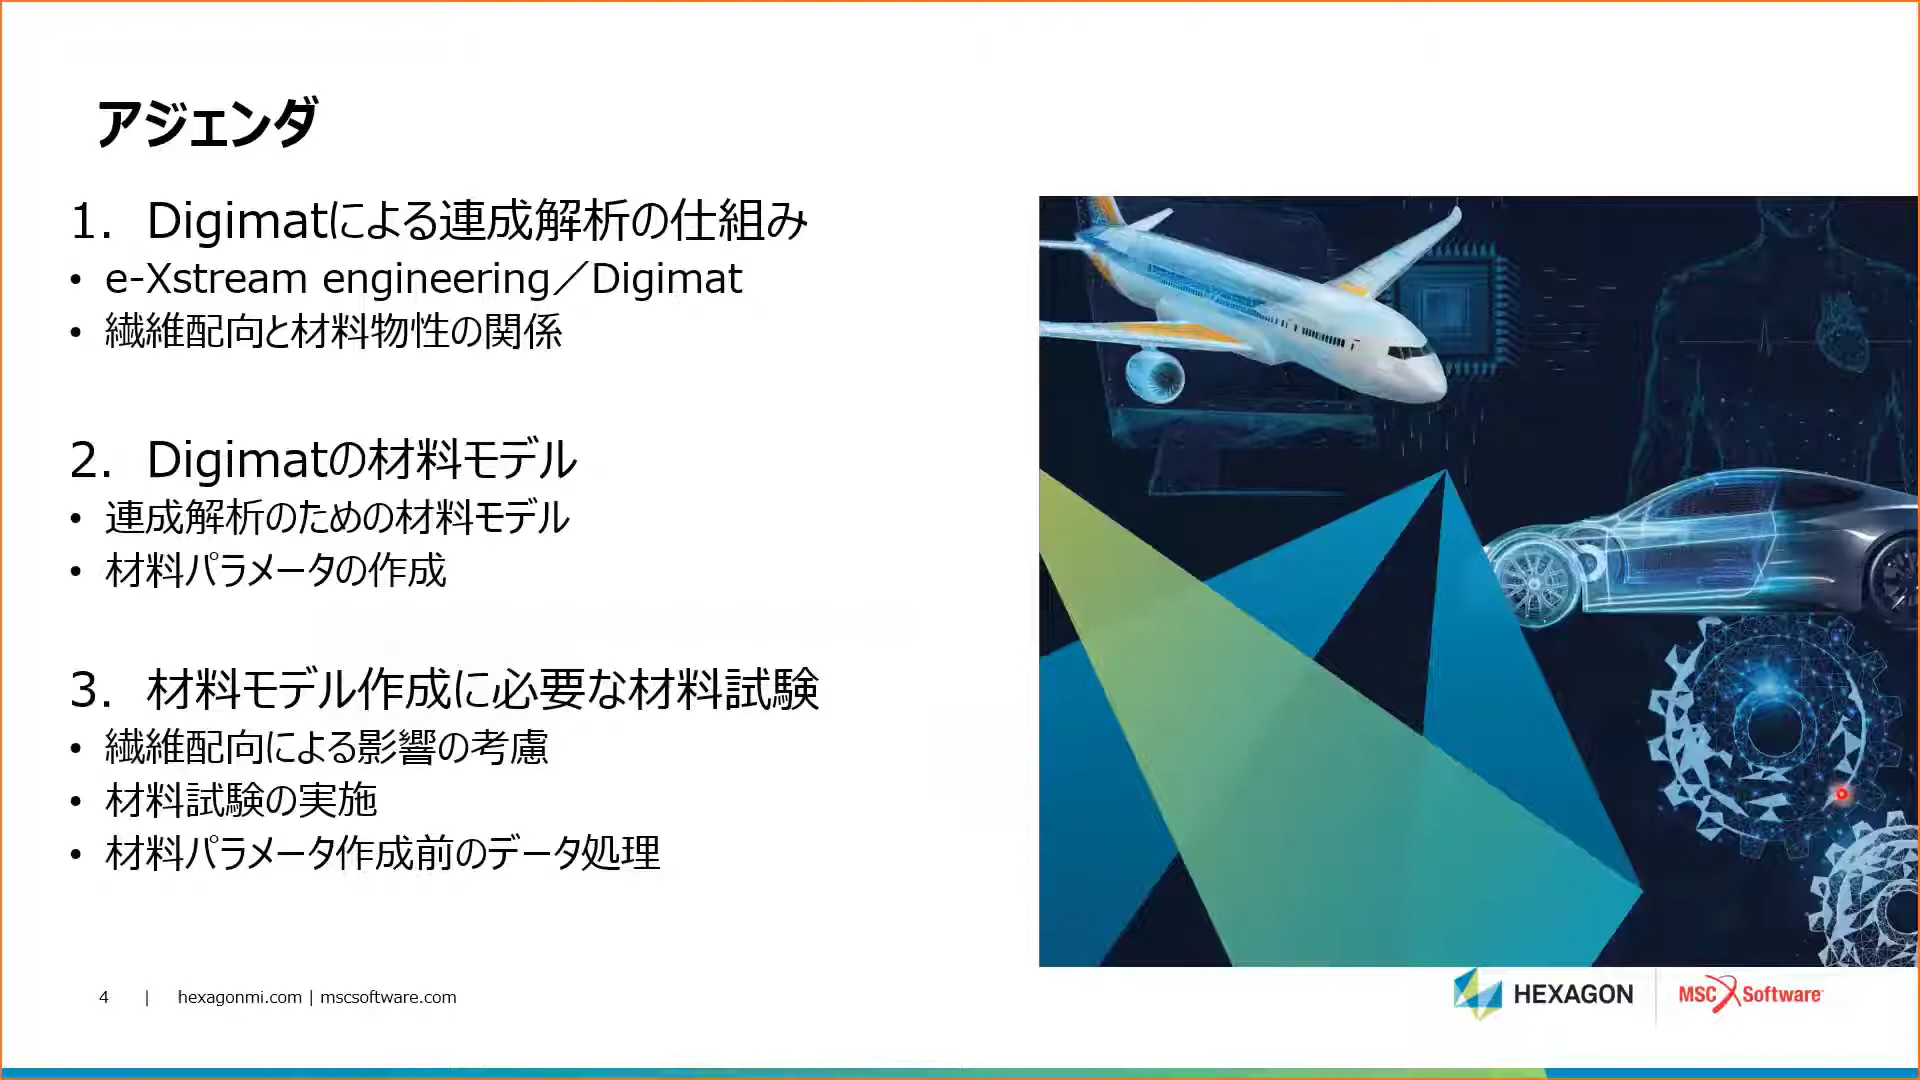 アジェンダ
1. Digimatによる連成解析の仕組み
• e-Xstream engineering／Digimat
• 繊維配向と材料物性の関係
2. Digimatの材料モデル
• 連成解析のための材料モデル
• 材料パラメータの作成
3. 材料モデル作成に必要な材料試験
• 繊維配向による影響の考慮
• 材料試験の実施
• 材料パラメータ作成前のデータ処理
4 | hexagonmi.com | mscsoftware.com
HEXAGON
MSC Software